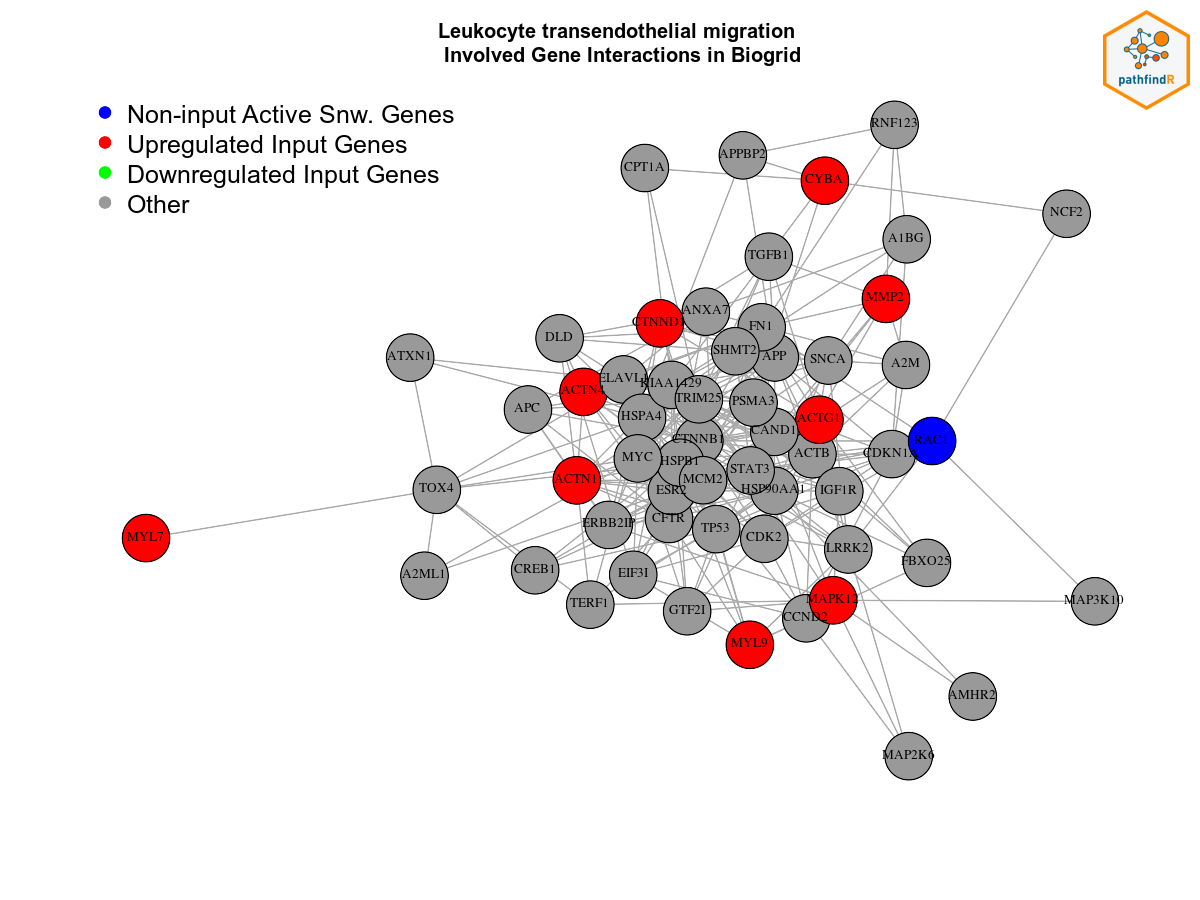 Leukocyte transendothelial migration
Involved Gene Interactions in Biogrid
pathfindR
Non-input Active Snw. Genes
Upregulated Input Genes
Downregulated Input Genes
Other
RNF123
APPBP2
CPT1A
CYBA
NCF2
A1BG
TGFB1
MMP2
ANXA7
CTNND1
FN1
DLD
SHMT2
APP
SNCA
A2M
ATXN1
ELAVL1
KIAA1429
ACTN4
TRIM25
PSMA3
APC
HSPA4
ACTG1
CAND1
CTNNB1
RAC1
ACTB
CDKN1A
MYC
HSPB1
STAT3
ACTN1
MCM2
TOX4
ESR2
HSP90AA1
IGF1R
CFTR
ERBB2IP
TP53
MYL7
CDK2
LRRK2
FBXO25
A2ML1
CREB1
EIF3I
MAPK12
MAP3K10
TERF1
GTF2I
CCND2
MYL9
AMHR2
MAP2K6